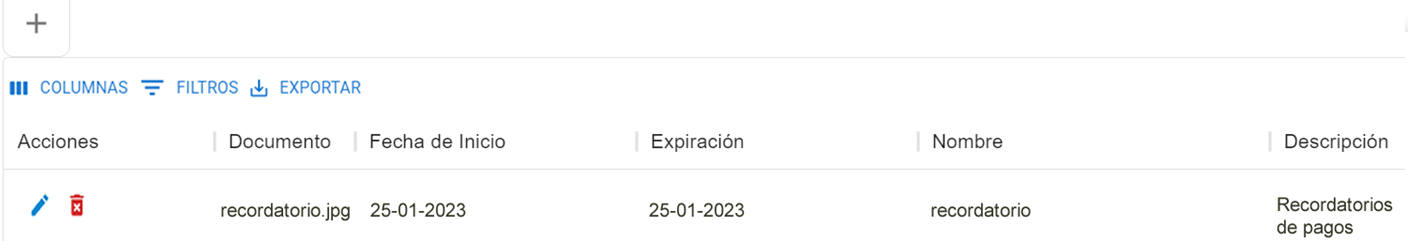 COLUMNAS FILTROS EXPORTAR
Acciones Documento Fecha de Inicio Expiración Nombre Descripción
recordatorio.jpg 25-01-2023 25-01-2023 recordatorio Recordatorios
de pagos